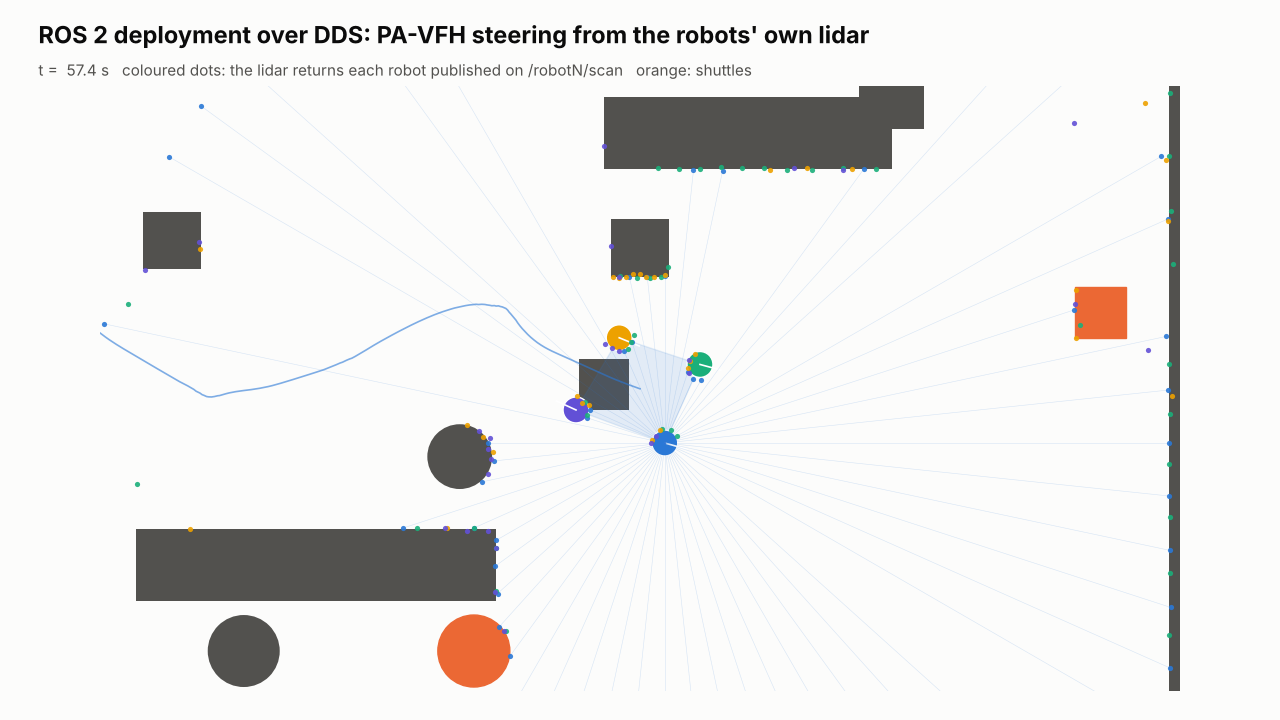 ROS 2 deployment over DDS: PA-VFH steering from the robots' own lidar
t =  57.4 s   coloured dots: the lidar returns each robot published on /robotN/scan   orange: shuttles